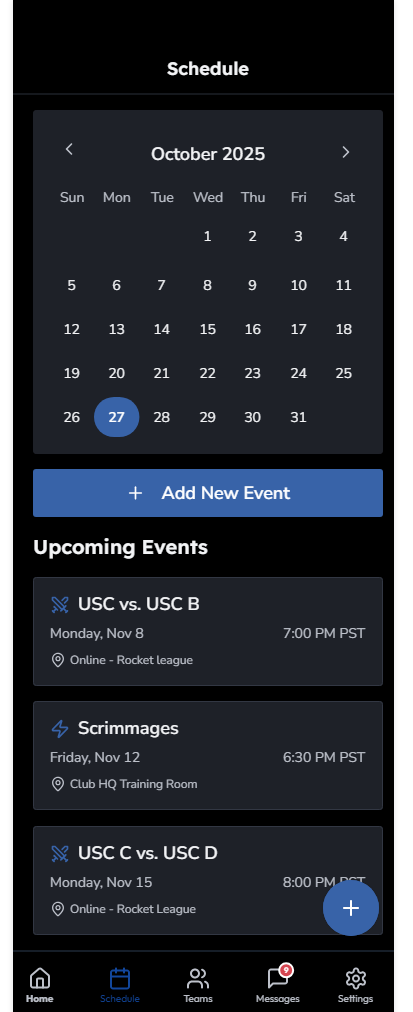 Schedule
October 2025
Sun Mon Tue Wed Thu Fri Sat
1 2 3 4
5 6 7 8 9 10 11
12 13 14 15 16 17 18
19 20 21 22 23 24 25
26 27 28 29 30 31
+ Add New Event
Upcoming Events
USC vs. USC B
Monday, Nov 8 7:00 PM PST
Online - Rocket league
Scrimmages
Friday, Nov 12 6:30 PM PST
Club HQ Training Room
USC C vs. USC D
Monday, Nov 15 8:00 PM PST
Online - Rocket League
+
9
Home Schedule Teams Messages Settings